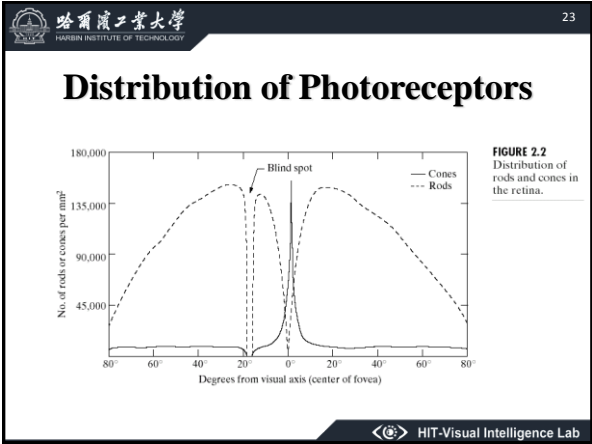 哈爾濱工業大學
HARBIN INSTITUTE OF TECHNOLOGY
23
Distribution of Photoreceptors
180,000
135,000
90,000
45,000
No. of rods or cones per mm²
Blind spot
Cones
Rods
80° 60° 40° 20° 0° 20° 40° 60° 80°
Degrees from visual axis (center of fovea)
FIGURE 2.2
Distribution of
rods and cones in
the retina.
HIT-Visual Intelligence Lab